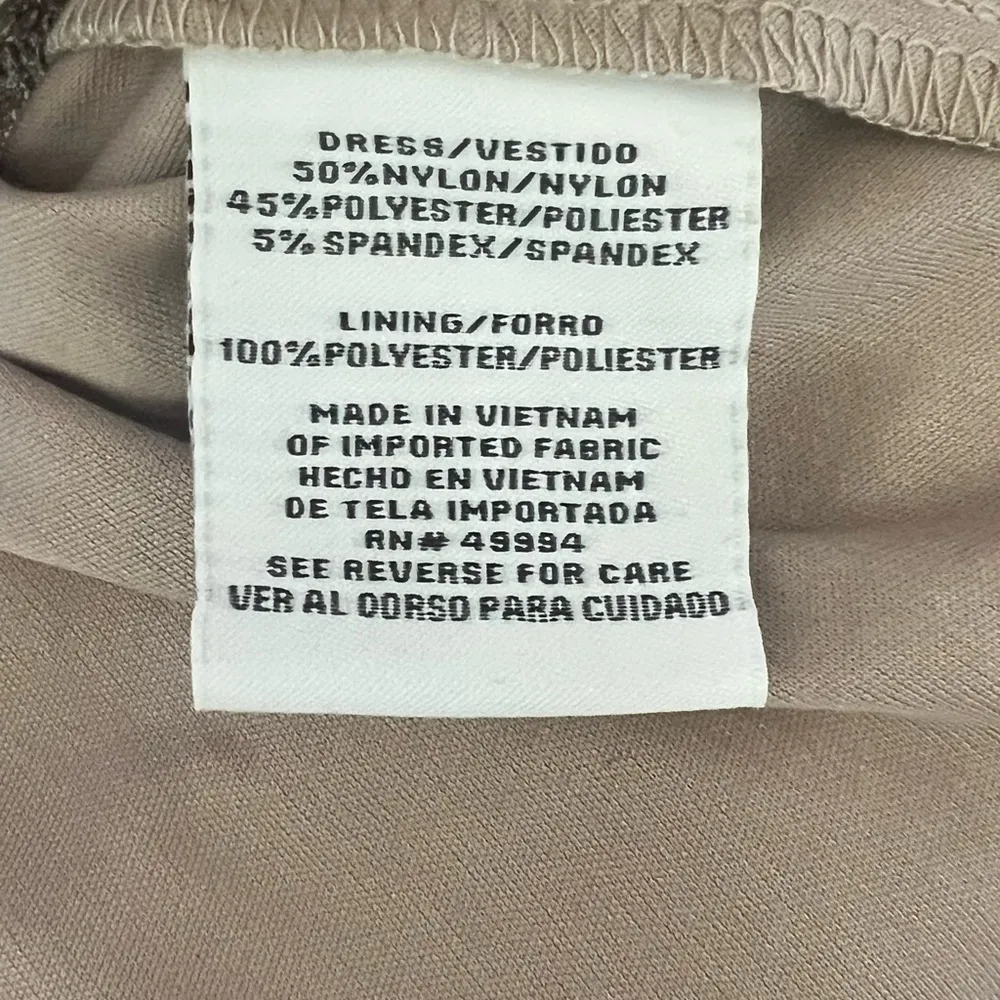 DRESS/VESTIDO
50%NYLON/NYLON
45%POLYESTER/POLIESTER
5% SPANDEX/SPANDEX
LINING/FORRO
100%POLYESTER/POLIESTER
MADE IN VIETNAM
OF IMPORTED FABRIC
HECHO EN VIETNAM
DE TELA IMPORTADA
RN# 49994
SEE REVERSE FOR CARE
VER AL DORSO PARA CUIDADO